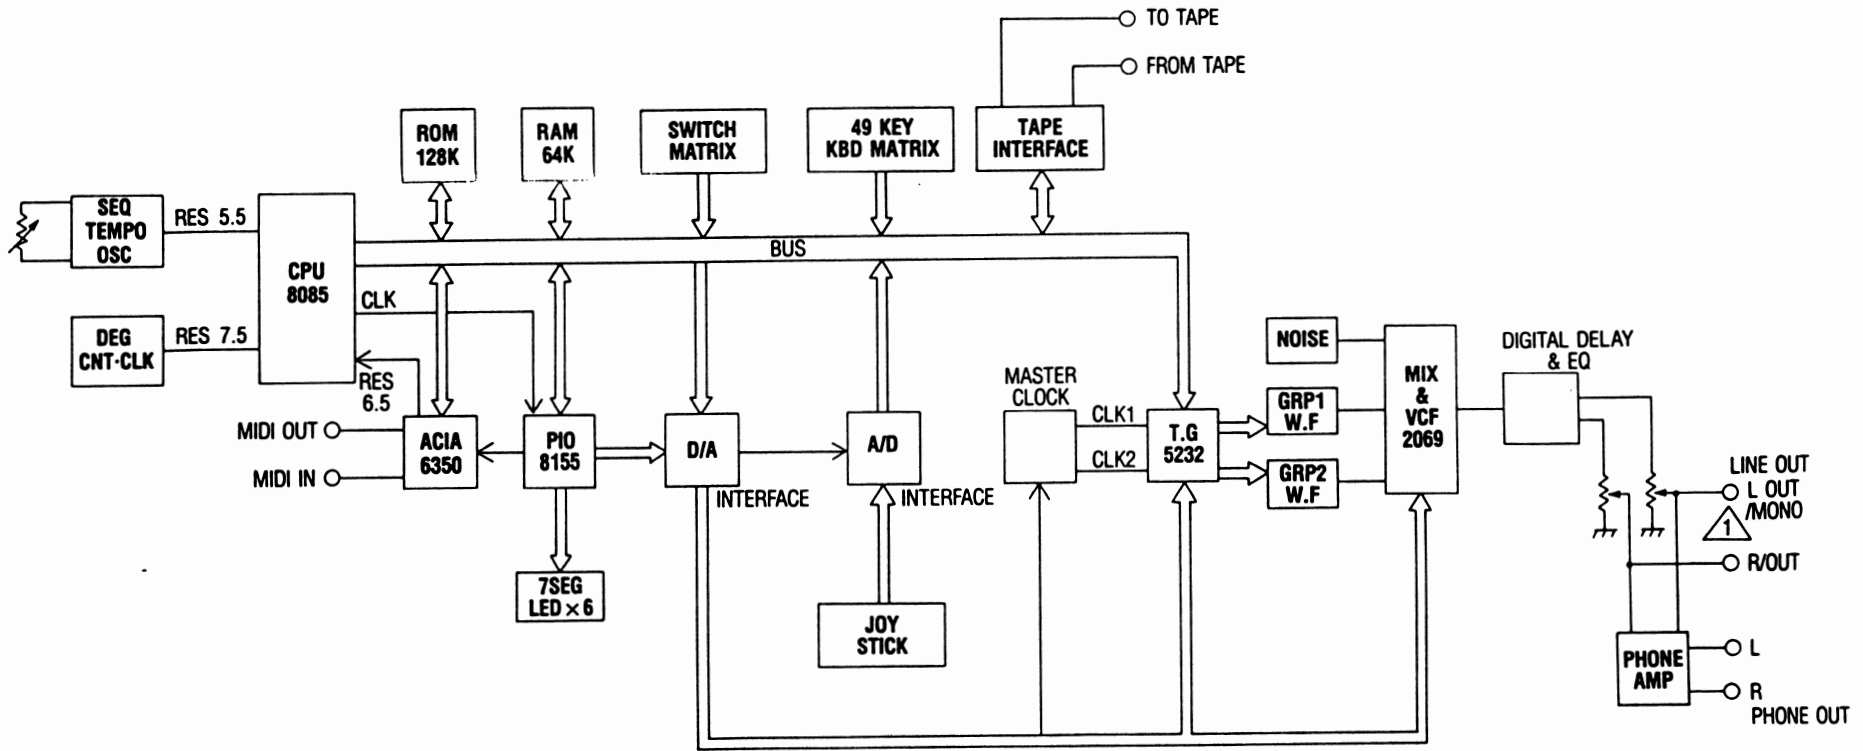 TO TAPE
FROM TAPE
ROM
128K
RAM
64K
SWITCH
MATRIX
49 KEY
KBD MATRIX
TAPE
INTERFACE
SEQ
TEMPO
OSC
RES 5.5
CPU
8085
BUS
CLK
DEG
CNT·CLK
RES 7.5
RES
6.5
MIDI OUT
MIDI IN
ACIA
6350
PIO
8155
D/A
INTERFACE
A/D
INTERFACE
MASTER
CLOCK
CLK1
CLK2
T.G
5232
NOISE
GRP1
W.F
GRP2
W.F
MIX
&
VCF
2069
DIGITAL DELAY
& EQ
LINE OUT
L OUT
/MONO
1
R/OUT
7SEG
LED×6
JOY
STICK
PHONE
AMP
L
R
PHONE OUT